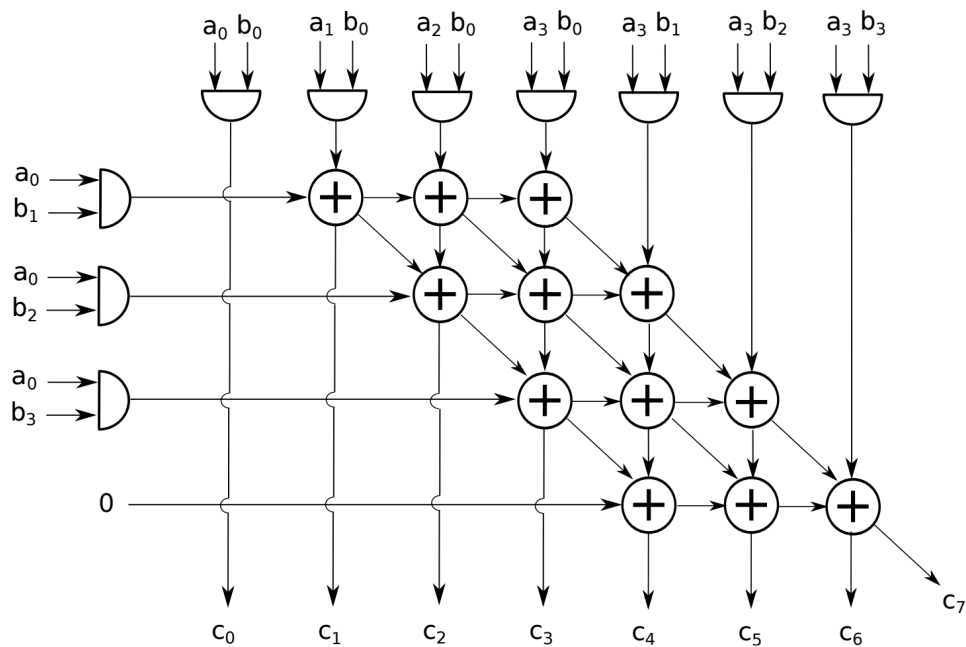 a₀ b₀ a₁ b₀ a₂ b₀ a₃ b₀ a₃ b₁ a₃ b₂ a₃ b₃
a₀
b₁
+ + +
a₀
b₂
+ + +
a₀
b₃
+ + +
0
+ + +
c₇
c₀ c₁ c₂ c₃ c₄ c₅ c₆